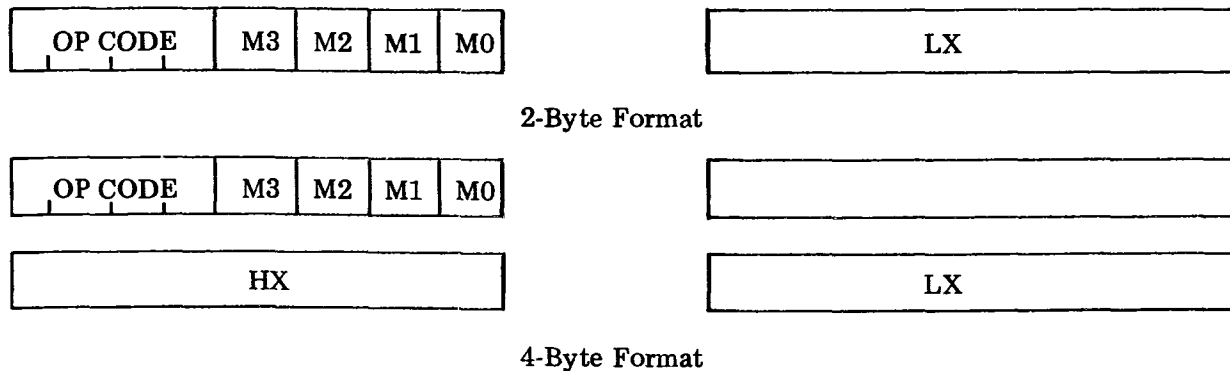 OP CODE M3 M2 M1 M0 LX
2-Byte Format
OP CODE M3 M2 M1 M0
HX LX
4-Byte Format